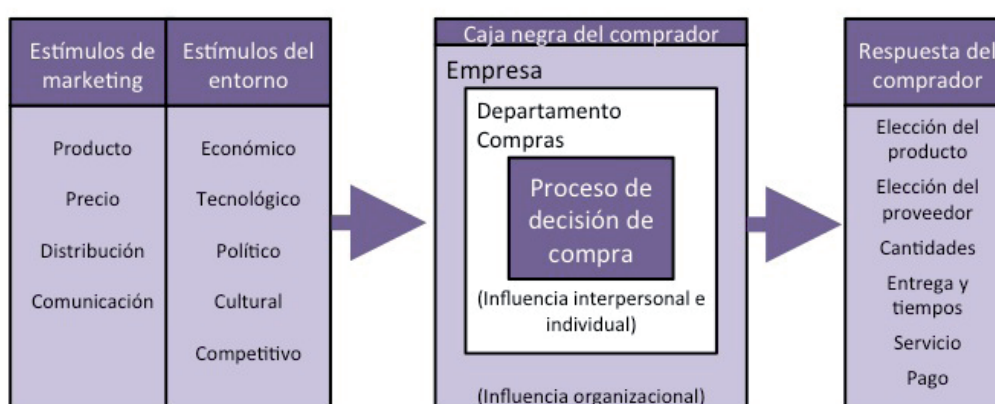 Estímulos de
marketing
Producto
Precio
Distribución
Comunicación
Estímulos del
entorno
Económico
Tecnológico
Político
Cultural
Competitivo
Caja negra del comprador
Empresa
Departamento
Compras
Proceso de
decisión de
compra
(Influencia interpersonal e
individual)
(Influencia organizacional)
Respuesta del
comprador
Elección del
producto
Elección del
proveedor
Cantidades
Entrega y
tiempos
Servicio
Pago